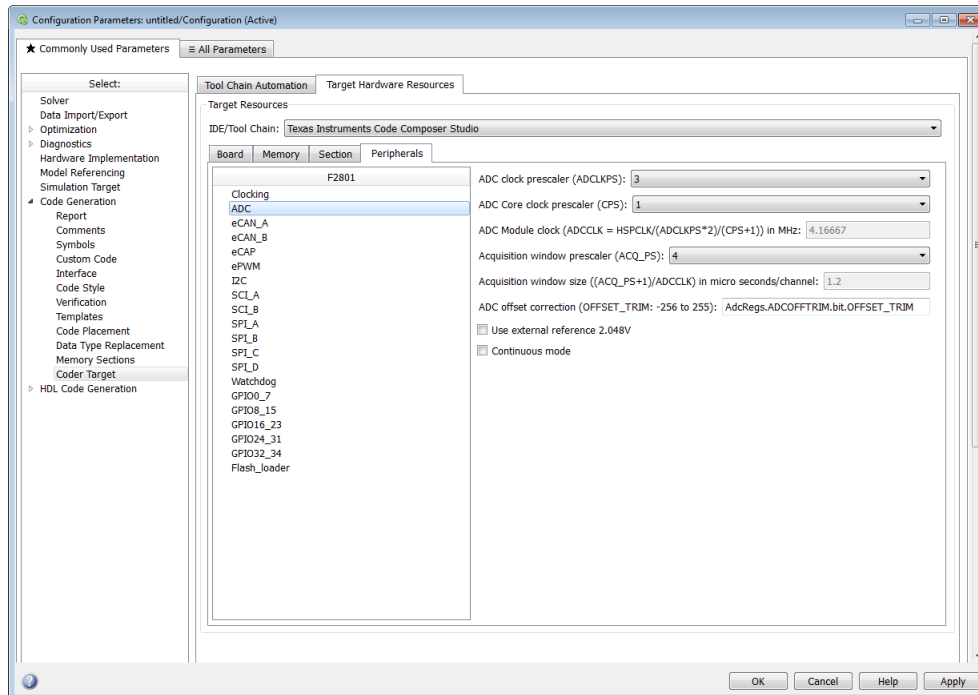 Configuration Parameters: untitled/Configuration (Active)
★ Commonly Used Parameters
≡ All Parameters
Select:
Solver
Data Import/Export
Optimization
Diagnostics
Hardware Implementation
Model Referencing
Simulation Target
Code Generation
Report
Comments
Symbols
Custom Code
Interface
Code Style
Verification
Templates
Code Placement
Data Type Replacement
Memory Sections
Coder Target
HDL Code Generation
Tool Chain Automation
Target Hardware Resources
Target Resources
IDE/Tool Chain: Texas Instruments Code Composer Studio
Board
Memory
Section
Peripherals
F2801
Clocking
ADC
eCAN_A
eCAN_B
eCAP
ePWM
I2C
SCI_A
SCI_B
SPI_A
SPI_B
SPI_C
SPI_D
Watchdog
GPIO0_7
GPIO8_15
GPIO16_23
GPIO24_31
GPIO32_34
Flash_loader
ADC clock prescaler (ADCLKPS): 3
ADC Core clock prescaler (CPS): 1
ADC Module clock (ADCCLK = HSPCLK/(ADCLKPS*2)/(CPS+1)) in MHz: 4.16667
Acquisition window prescaler (ACQ_PS): 4
Acquisition window size ((ACQ_PS+1)/ADCCLK) in micro seconds/channel: 1.2
ADC offset correction (OFFSET_TRIM: -256 to 255): AdcRegs.ADCOFFTRIM.bit.OFFSET_TRIM
Use external reference 2.048V
Continuous mode
OK
Cancel
Help
Apply